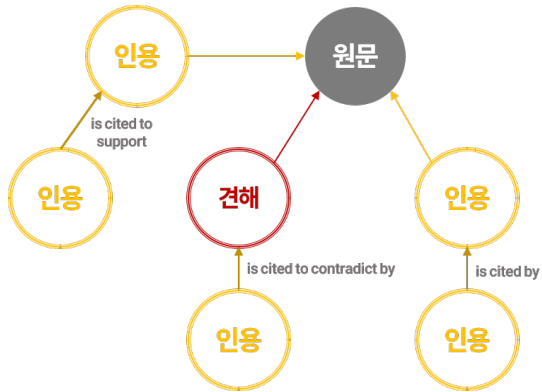 인용
원문
is cited to
support
인용
견해
인용
is cited to contradict by
is cited by
인용
인용